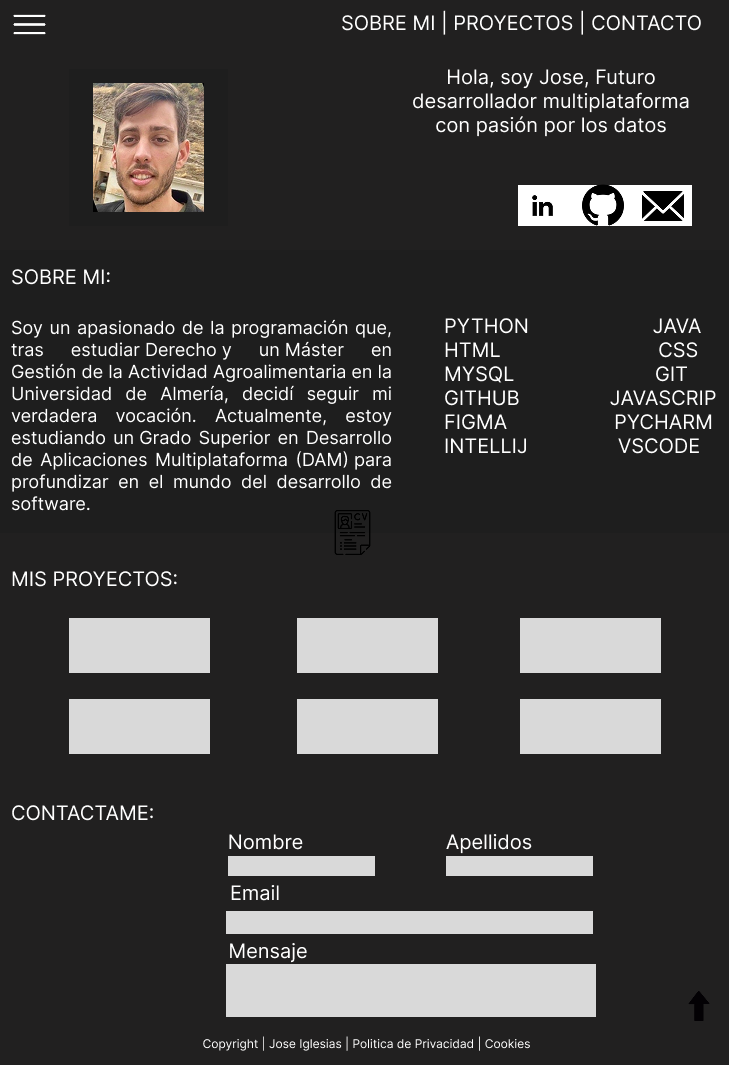 SOBRE MI | PROYECTOS | CONTACTO
Hola, soy Jose, Futuro
desarrollador multiplataforma
con pasión por los datos
in
SOBRE MI:
Soy un apasionado de la programación que,
tras estudiar Derecho y un Máster en
Gestión de la Actividad Agroalimentaria en la
Universidad de Almería, decidí seguir mi
verdadera vocación. Actualmente, estoy
estudiando un Grado Superior en Desarrollo
de Aplicaciones Multiplataforma (DAM) para
profundizar en el mundo del desarrollo de
software.
PYTHON JAVA
HTML CSS
MYSQL GIT
GITHUB JAVASCRIP
FIGMA PYCHARM
INTELLIJ VSCODE
CV
MIS PROYECTOS:
CONTACTAME:
Nombre Apellidos
Email
Mensaje
Copyright | Jose Iglesias | Politica de Privacidad | Cookies